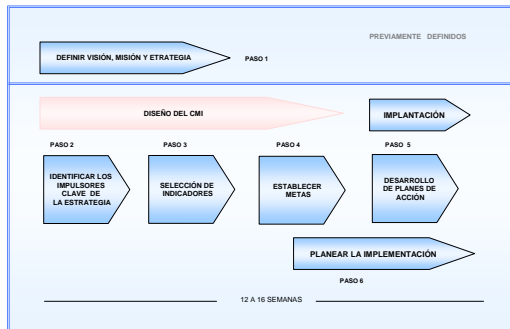 PREVIAMENTE DEFINIDOS
DEFINIR VISIÓN, MISIÓN Y ETRATEGIA
PASO 1
DISEÑO DEL CMI
IMPLANTACIÓN
PASO 2
PASO 3
PASO 4
PASO 5
IDENTIFICAR LOS
IMPULSORES
CLAVE DE
LA ESTRATEGIA
SELECCIÓN DE
INDICADORES
ESTABLECER
METAS
DESARROLLO
DE PLANES DE
ACCIÓN
PLANEAR LA IMPLEMENTACIÓN
PASO 6
12 A 16 SEMANAS